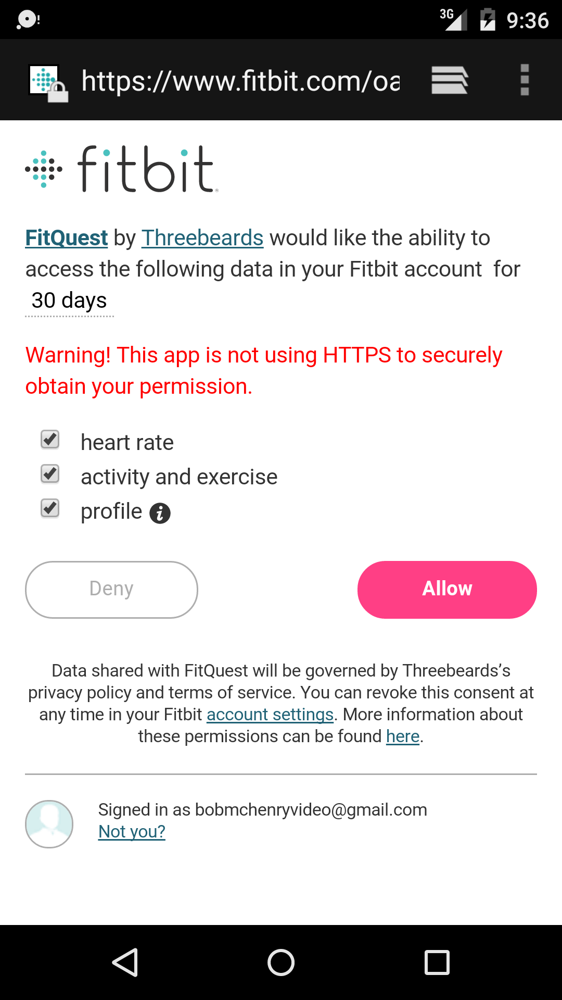 3G 9:36
https://www.fitbit.com/oa
fitbit
FitQuest by Threebeards would like the ability to
access the following data in your Fitbit account for
30 days
Warning! This app is not using HTTPS to securely
obtain your permission.
heart rate
activity and exercise
profile
Deny
Allow
Data shared with FitQuest will be governed by Threebeards’s
privacy policy and terms of service. You can revoke this consent at
any time in your Fitbit account settings. More information about
these permissions can be found here.
Signed in as bobmchenryvideo@gmail.com
Not you?